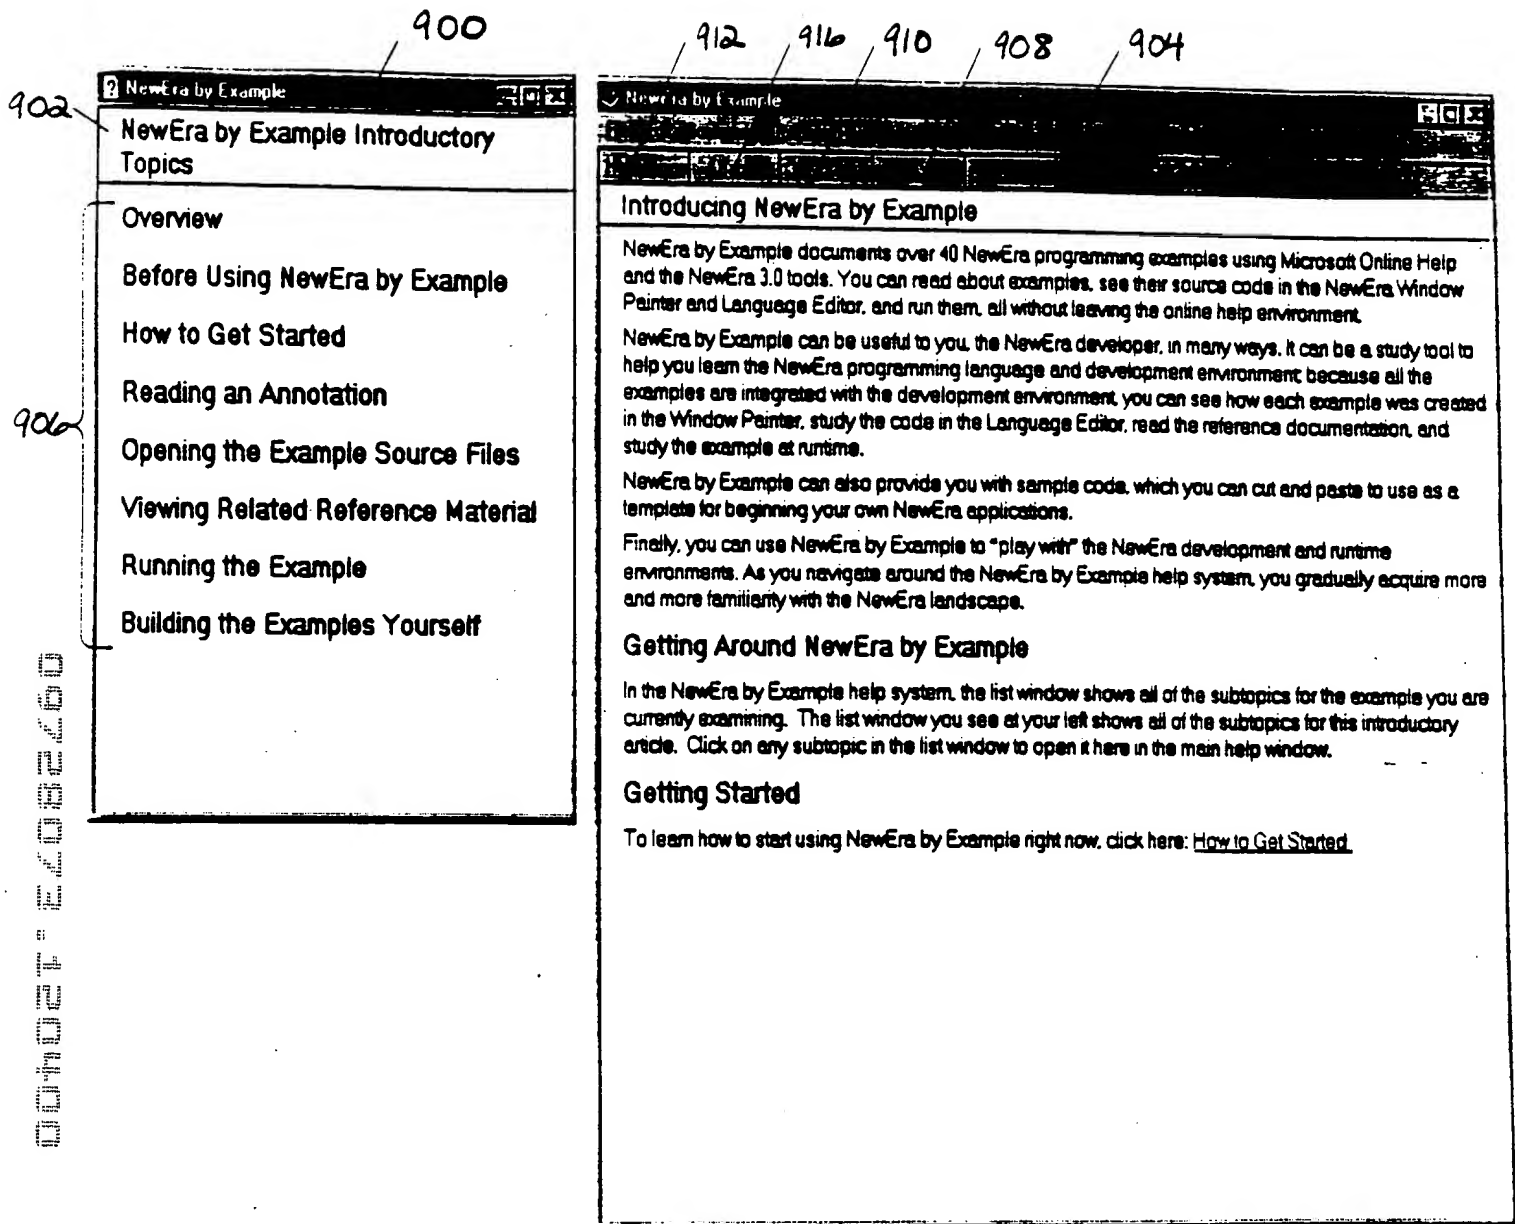 900
912 916 910 908 904
902
NewEra by Example
NewEra by Example Introductory
Topics
Overview
Before Using NewEra by Example
How to Get Started
Reading an Annotation
906
Opening the Example Source Files
Viewing Related Reference Material
Running the Example
Building the Examples Yourself
NewEra by Example
Introducing NewEra by Example
NewEra by Example documents over 40 NewEra programming examples using Microsoft Online Help
and the NewEra 3.0 tools. You can read about examples, see their source code in the NewEra Window
Painter and Language Editor, and run them, all without leaving the online help environment.
NewEra by Example can be useful to you, the NewEra developer, in many ways. It can be a study tool to
help you learn the NewEra programming language and development environment; because all the
examples are integrated with the development environment, you can see how each example was created
in the Window Painter, study the code in the Language Editor, read the reference documentation, and
study the example at runtime.
NewEra by Example can also provide you with sample code, which you can cut and paste to use as a
template for beginning your own NewEra applications.
Finally, you can use NewEra by Example to "play with" the NewEra development and runtime
environments. As you navigate around the NewEra by Example help system, you gradually acquire more
and more familiarity with the NewEra landscape.
Getting Around NewEra by Example
In the NewEra by Example help system, the list window shows all of the subtopics for the example you are
currently examining. The list window you see at your left shows all of the subtopics for this introductory
article. Click on any subtopic in the list window to open it here in the main help window.
Getting Started
To learn how to start using NewEra by Example right now, click here: How to Get Started
09728073.120400